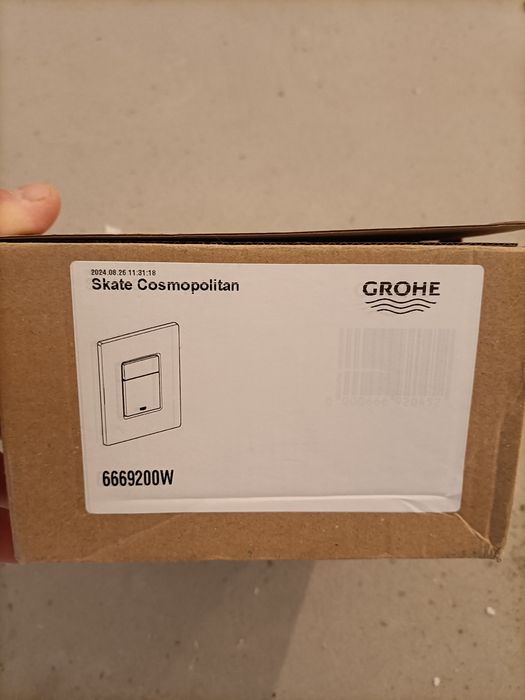 2024.08.26 11:31:18
Skate Cosmopolitan
GROHE
6669200W